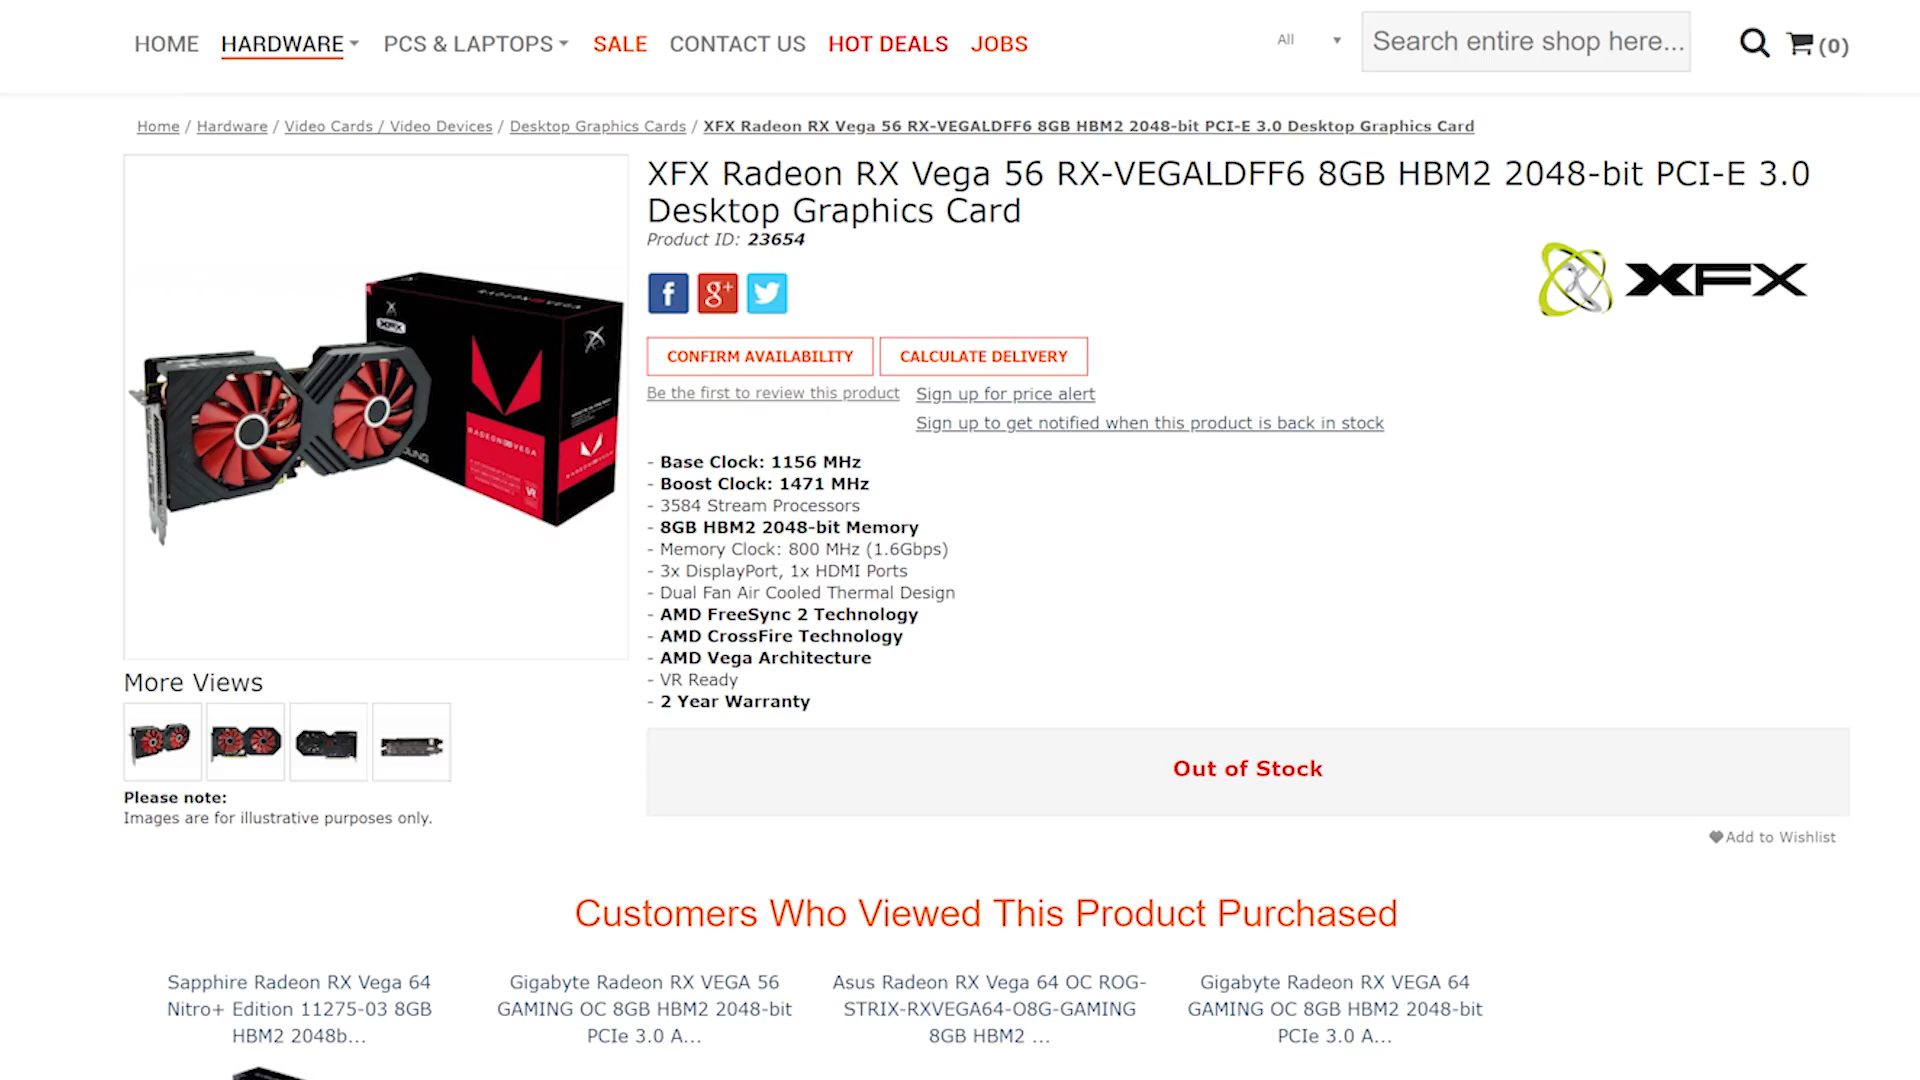 HOME HARDWARE PCS & LAPTOPS SALE CONTACT US HOT DEALS JOBS
All Search entire shop here... (0)
Home / Hardware / Video Cards / Video Devices / Desktop Graphics Cards / XFX Radeon RX Vega 56 RX-VEGALDFF6 8GB HBM2 2048-bit PCI-E 3.0 Desktop Graphics Card
XFX Radeon RX Vega 56 RX-VEGALDFF6 8GB HBM2 2048-bit PCI-E 3.0
Desktop Graphics Card
Product ID: 23654
XFX
CONFIRM AVAILABILITY CALCULATE DELIVERY
Be the first to review this product Sign up for price alert
Sign up to get notified when this product is back in stock
- Base Clock: 1156 MHz
- Boost Clock: 1471 MHz
- 3584 Stream Processors
- 8GB HBM2 2048-bit Memory
- Memory Clock: 800 MHz (1.6Gbps)
- 3x DisplayPort, 1x HDMI Ports
- Dual Fan Air Cooled Thermal Design
- AMD FreeSync 2 Technology
- AMD CrossFire Technology
- AMD Vega Architecture
- VR Ready
- 2 Year Warranty
XFX
RADEON VEGA
More Views
Please note:
Images are for illustrative purposes only.
Out of Stock
Add to Wishlist
Customers Who Viewed This Product Purchased
Sapphire Radeon RX Vega 64
Nitro+ Edition 11275-03 8GB
HBM2 2048b...
Gigabyte Radeon RX VEGA 56
GAMING OC 8GB HBM2 2048-bit
PCIe 3.0 A...
Asus Radeon RX Vega 64 OC ROG-
STRIX-RXVEGA64-O8G-GAMING
8GB HBM2 ...
Gigabyte Radeon RX VEGA 64
GAMING OC 8GB HBM2 2048-bit
PCIe 3.0 A...